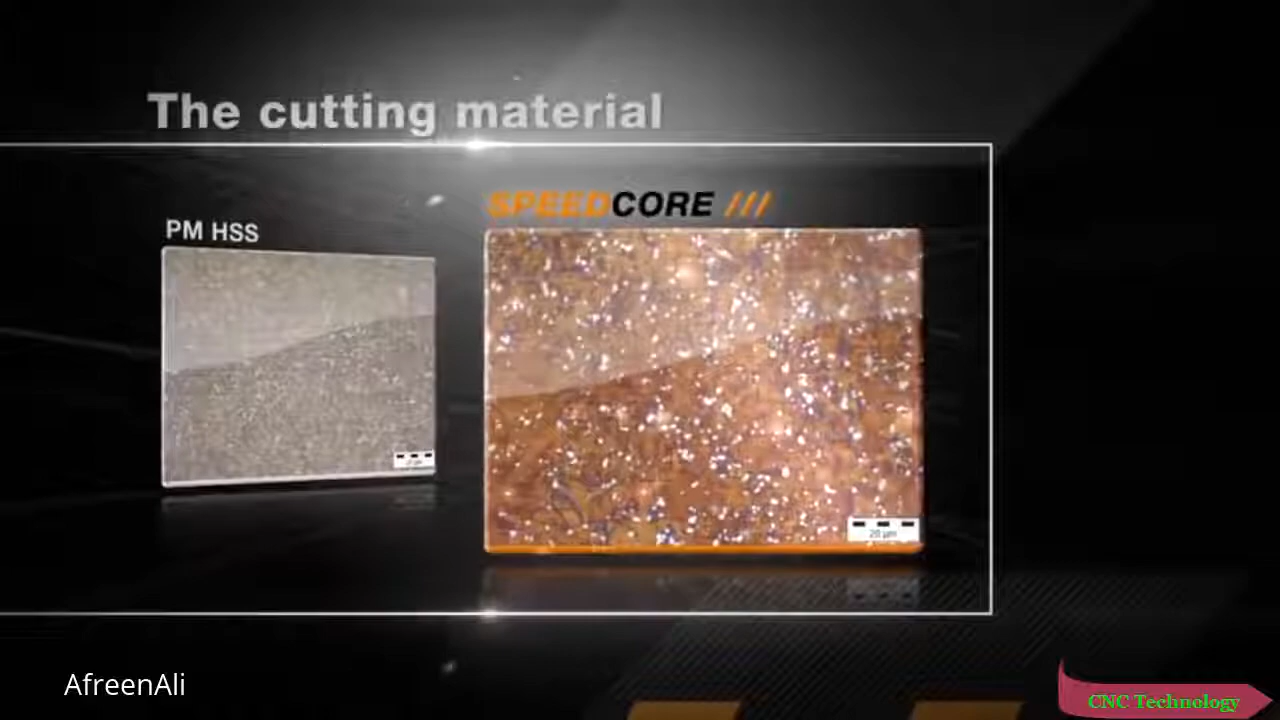 The cutting material
SPEEDCORE ///
PM HSS
20 µm
AfreenAli
CNC Technology